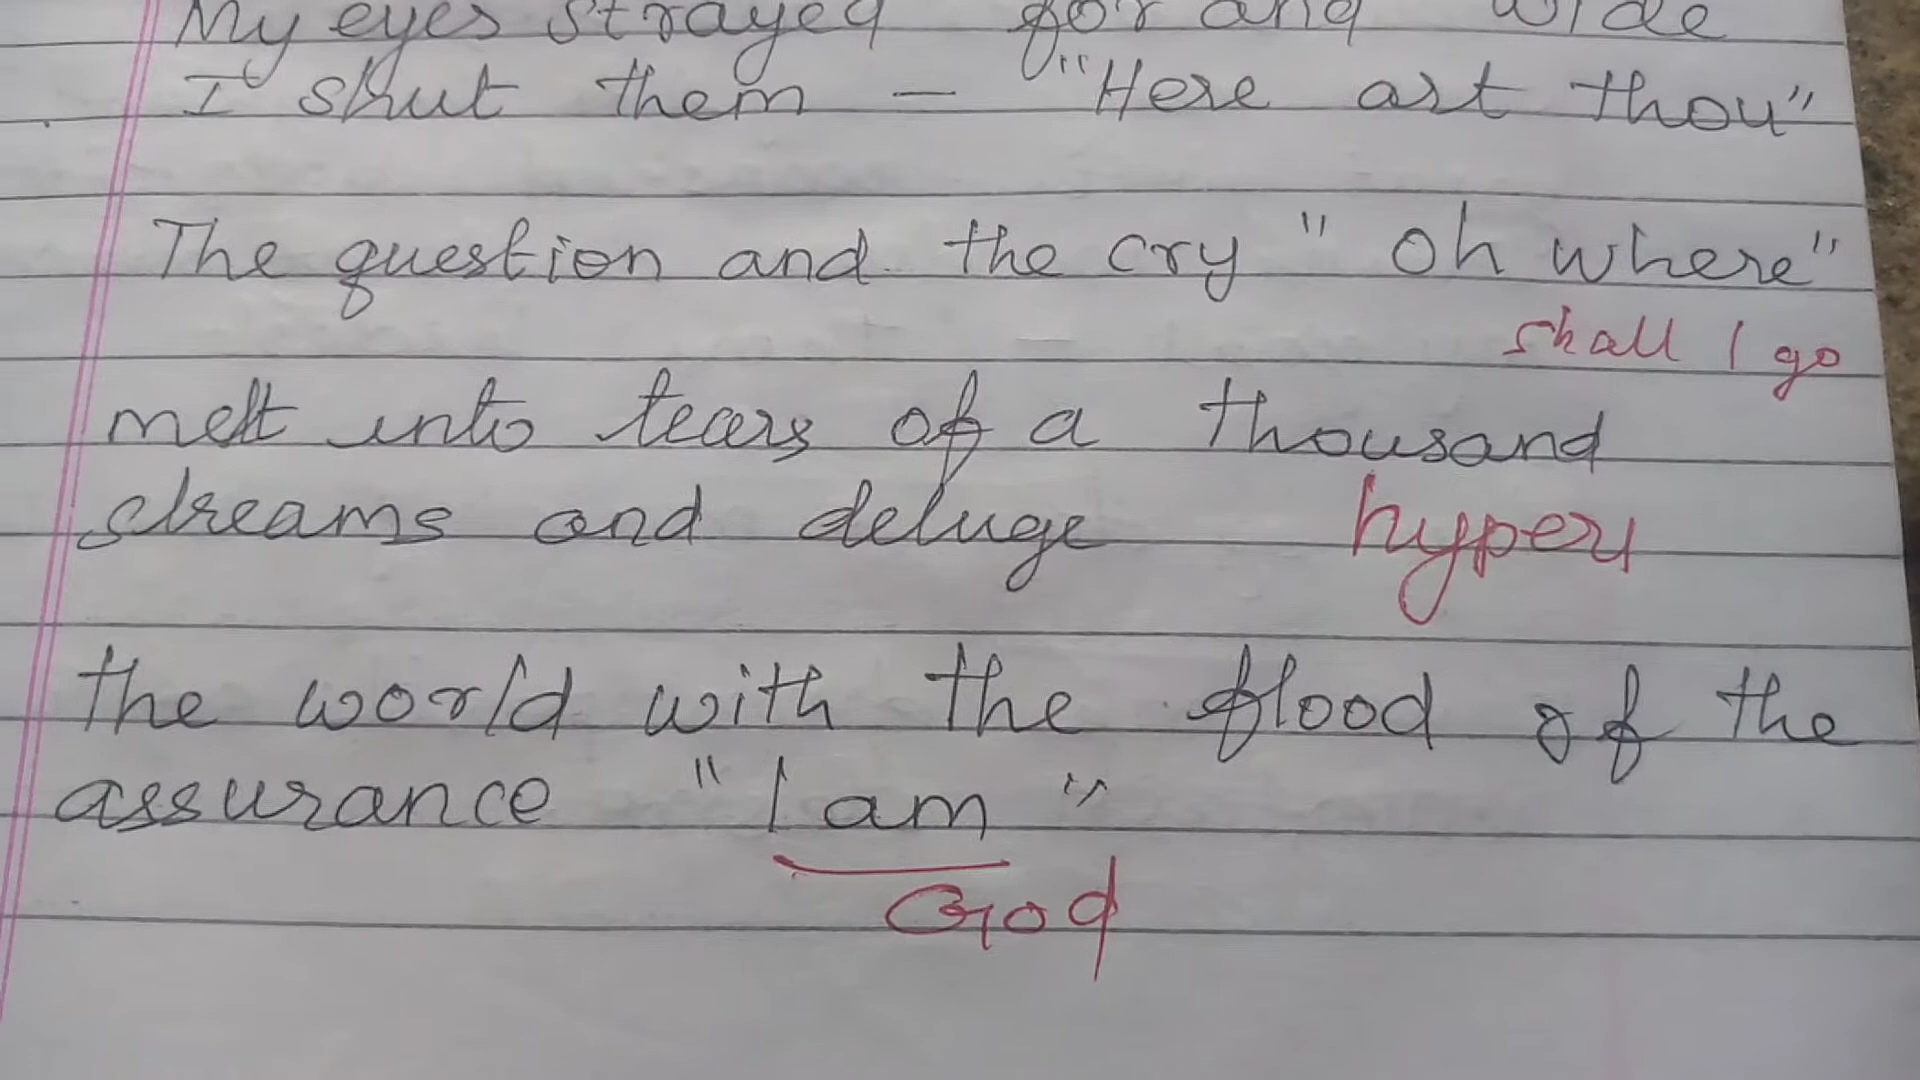 My eyes strayed for and wide
I shut them - "Here art thou"
The question and the cry "Oh where"
shall I go
melt into tears of a thousand
streams and deluge hyper
the world with the flood of the
assurance "I am"
God